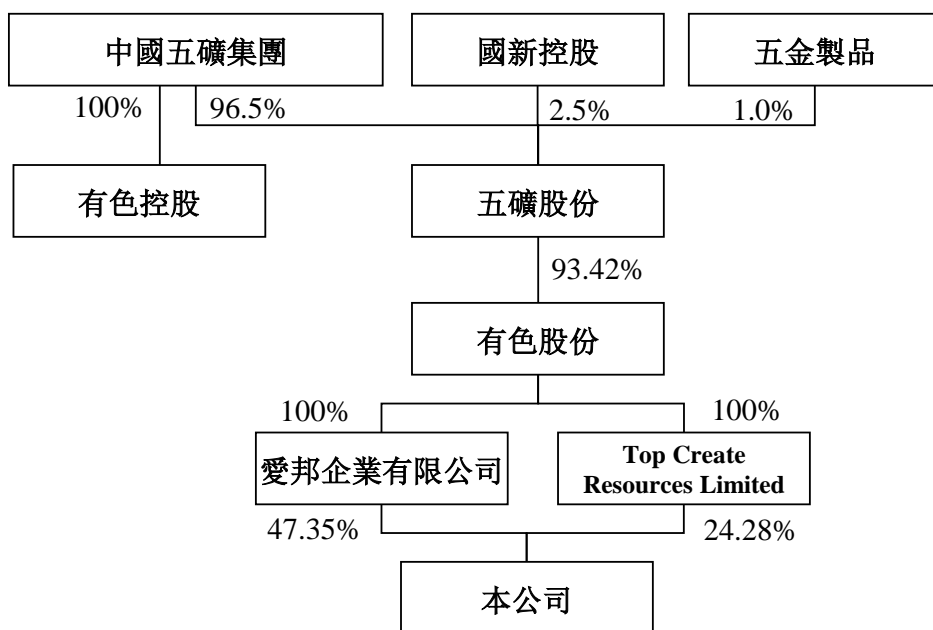 中國五礦集團
國新控股
五金製品
100%
96.5%
2.5%
1.0%
有色控股
五礦股份
93.42%
有色股份
100%
100%
愛邦企業有限公司
Top Create
Resources Limited
47.35%
24.28%
本公司